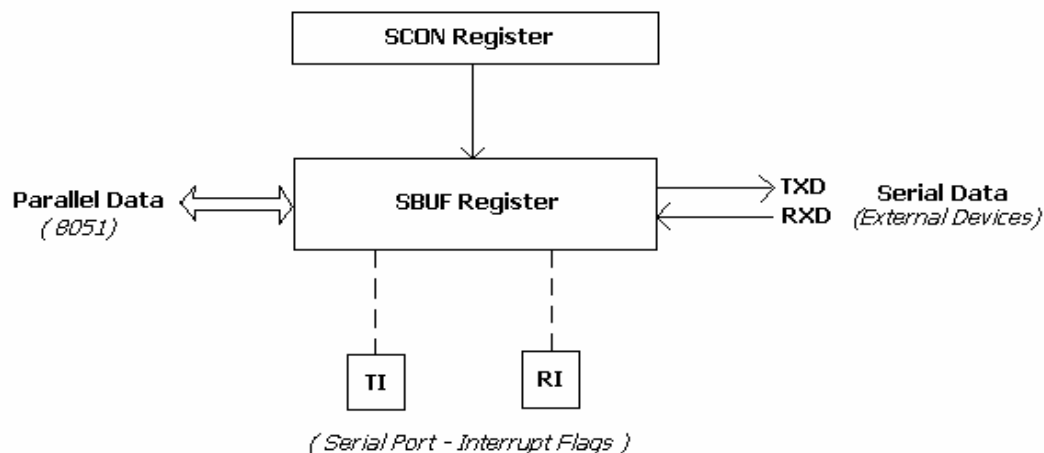 SCON Register
Parallel Data
( 8051)
SBUF Register
TXD
RXD
Serial Data
(External Devices)
TI
RI
( Serial Port - Interrupt Flags )